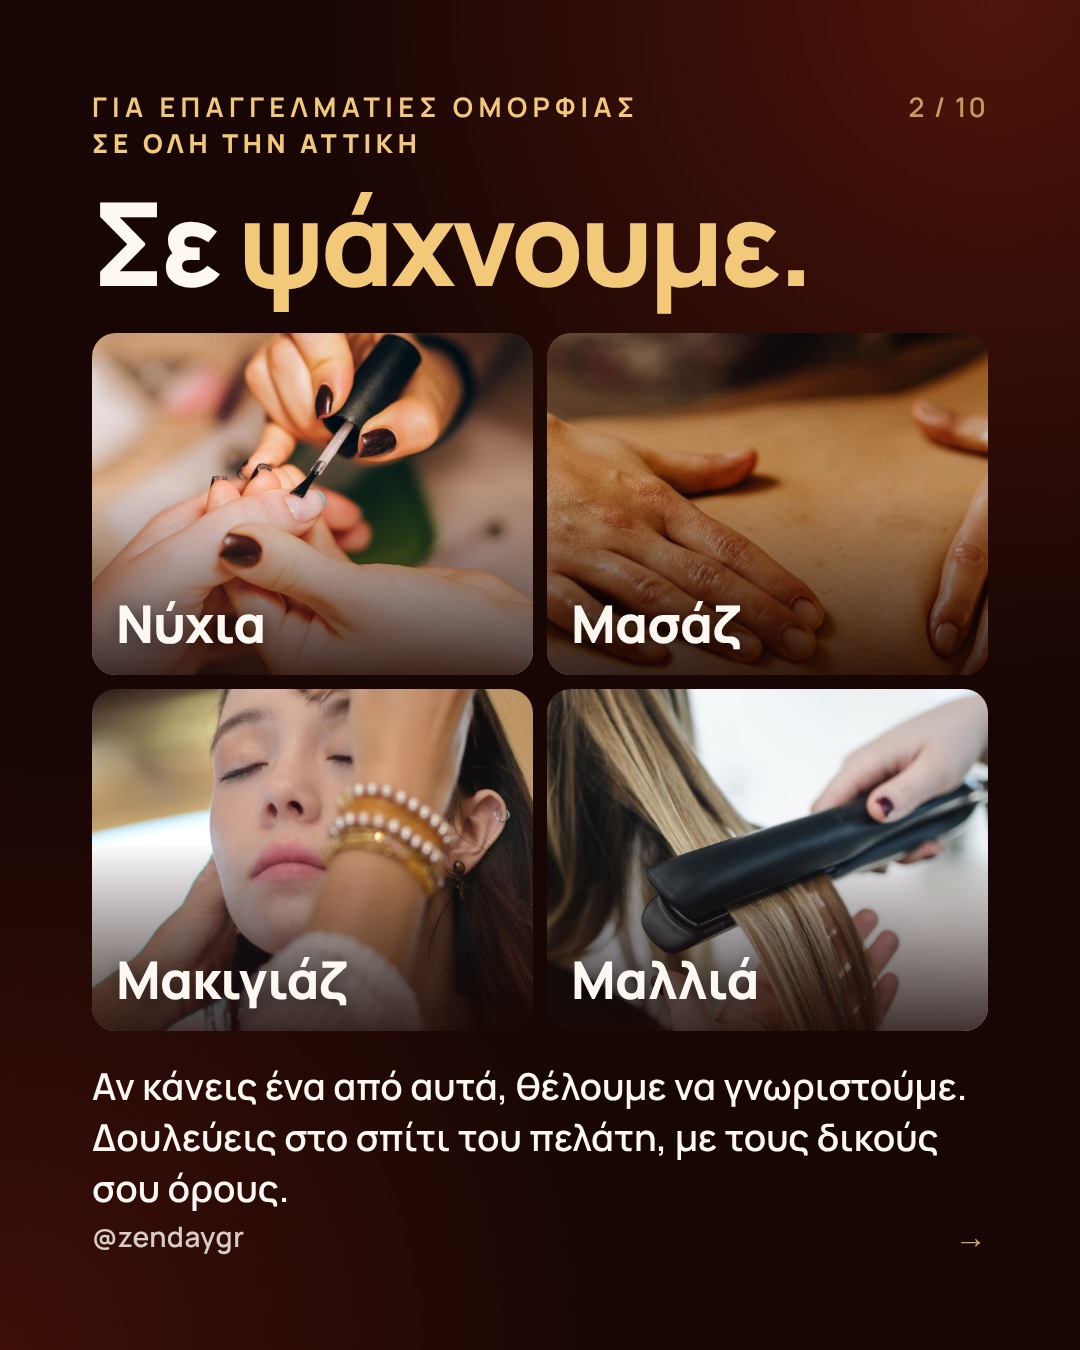 ΓΙΑ ΕΠΑΓΓΕΛΜΑΤΙΕΣ ΟΜΟΡΦΙΑΣ
ΣΕ ΟΛΗ ΤΗΝ ΑΤΤΙΚΗ
2 / 10
Σε ψάχνουμε.
Νύχια
Μασάζ
Μακιγιάζ
Μαλλιά
Αν κάνεις ένα από αυτά, θέλουμε να γνωριστούμε.
Δουλεύεις στο σπίτι του πελάτη, με τους δικούς
σου όρους.
@zendaygr
→